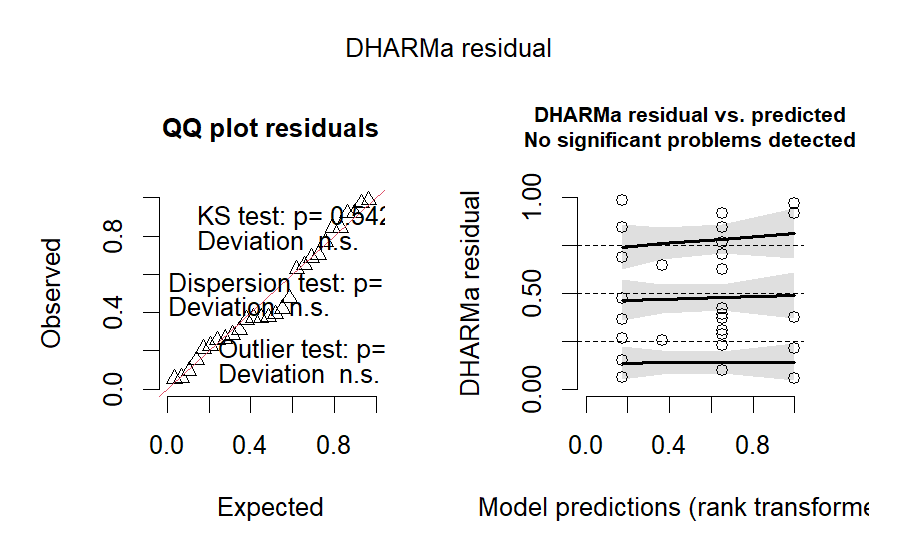 DHARMa residual
QQ plot residuals
KS test: p= 0.542
Deviation n.s.
Dispersion test: p=
Deviation n.s.
Outlier test: p=
Deviation n.s.
Observed
0.0 0.4 0.8
0.0 0.4 0.8
Expected
DHARMa residual vs. predicted
No significant problems detected
DHARMa residual
0.00 0.50 1.00
0.0 0.4 0.8
Model predictions (rank transforme